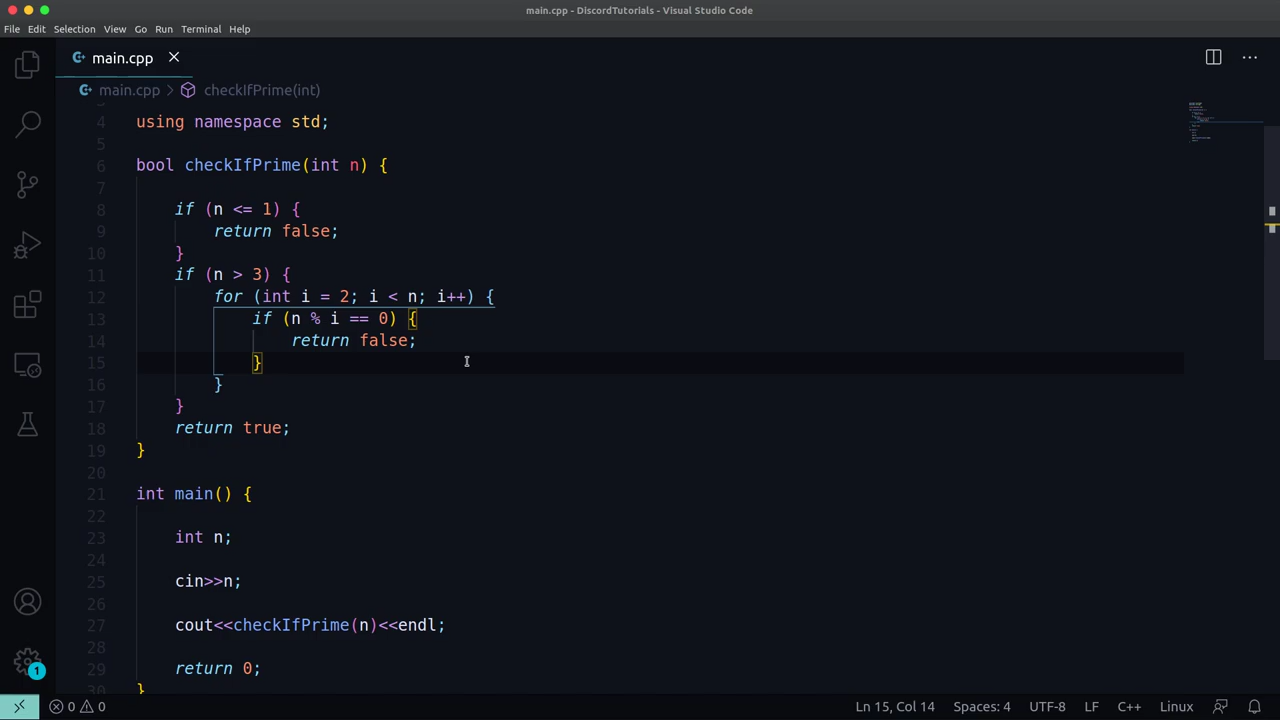 main.cpp - DiscordTutorials - Visual Studio Code
File Edit Selection View Go Run Terminal Help
main.cpp
main.cpp > checkIfPrime(int)
4 using namespace std;
5
6 bool checkIfPrime(int n) {
7
8 if (n <= 1) {
9 return false;
10 }
11 if (n > 3) {
12 for (int i = 2; i < n; i++) {
13 if (n % i == 0) {
14 return false;
15 }
16 }
17 }
18 return true;
19 }
20
21 int main() {
22
23 int n;
24
25 cin>>n;
26
27 cout<<checkIfPrime(n)<<endl;
28
29 return 0;
30 }
1
0 0 Ln 15, Col 14 Spaces: 4 UTF-8 LF C++ Linux